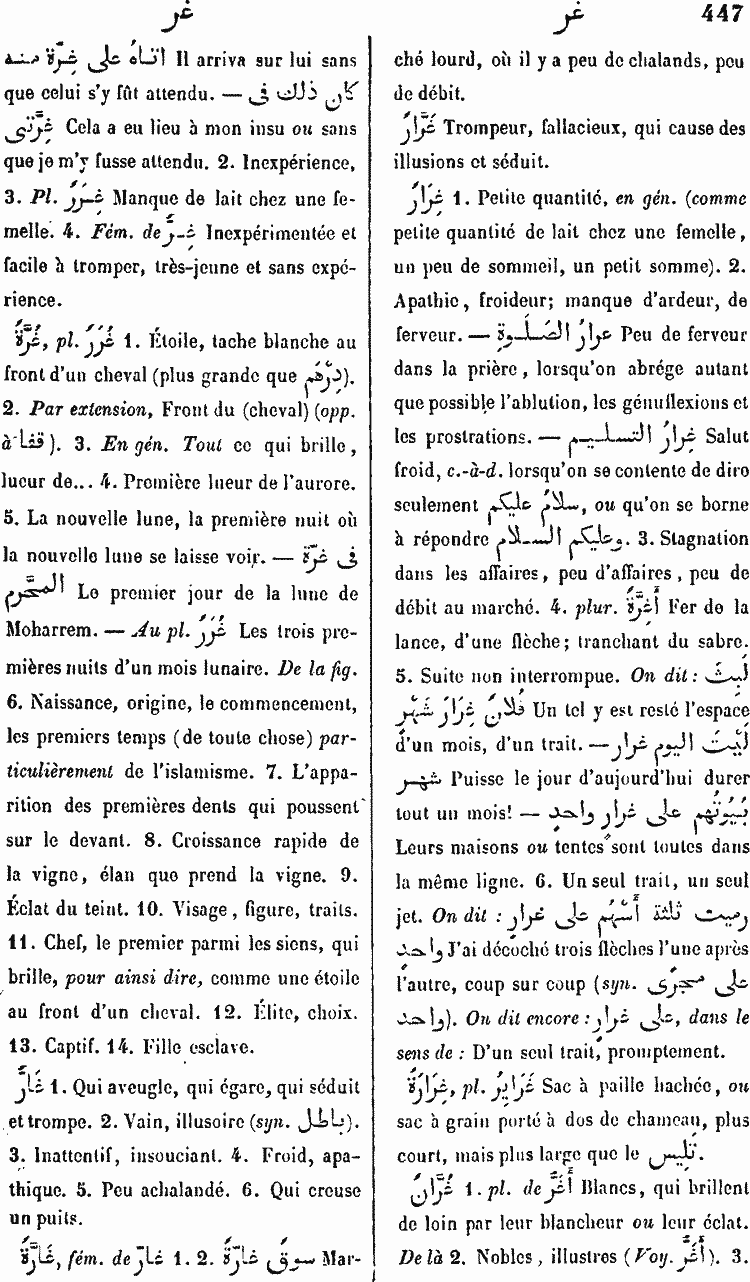 غر
غر
447
اتاهُ على غِرّة منه Il arriva sur lui sans
que celui s'y fût attendu. — كان ذلك فى
غِرَّتى Cela a eu lieu à mon insu ou sans
que je m'y fusse attendu. 2. Inexpérience,
3. Pl. غِرَرٌ Manque de lait chez une fe-
melle. 4. Fém. de غِرٌّ Inexpérimentée et
facile à tromper, très-jeune et sans expé-
rience.
غُرَّةٌ, pl. غُرَرٌ 1. Étoile, tache blanche au
front d'un cheval (plus grande que دِرْهَم).
2. Par extension, Front du (cheval) (opp.
à قفًا). 3. En gén. Tout ce qui brille,
lueur de... 4. Première lueur de l'aurore.
5. La nouvelle lune, la première nuit où
la nouvelle lune se laisse voir. — فى غرّة
المحرّم Le premier jour de la lune de
Moharrem. — Au pl. غُرَرٌ Les trois pre-
mières nuits d'un mois lunaire. De la fig.
6. Naissance, origine, le commencement,
les premiers temps (de toute chose) par-
ticulièrement de l'islamisme. 7. L'appa-
rition des premières dents qui poussent
sur le devant. 8. Croissance rapide de
la vigne, élan que prend la vigne. 9.
Éclat du teint. 10. Visage, figure, traits.
11. Chef, le premier parmi les siens, qui
brille, pour ainsi dire, comme une étoile
au front d'un cheval. 12. Élite, choix.
13. Captif. 14. Fille esclave.
غَارٌّ 1. Qui aveugle, qui égare, qui séduit
et trompe. 2. Vain, illusoire (syn. باطل).
3. Inattentif, insouciant. 4. Froid, apa-
thique. 5. Peu achalandé. 6. Qui creuse
un puits.
غَارَّةٌ, fém. de غارّ 1. 2. سوقٌ غارّةٌ Mar-
ché lourd, où il y a peu de chalands, peu
de débit.
غَرَّارٌ Trompeur, fallacieux, qui cause des
illusions et séduit.
غِرَارٌ 1. Petite quantité, en gén. (comme
petite quantité de lait chez une femelle,
un peu de sommeil, un petit somme). 2.
Apathie, froideur; manque d'ardeur, de
ferveur. — غرارُ الصَّلوة Peu de ferveur
dans la prière, lorsqu'on abrége autant
que possible l'ablution, les génuflexions et
les prostrations. — غِرارُ التسليم Salut
froid, c.-à-d. lorsqu'on se contente de dire
seulement سلامٌ عليكم, ou qu'on se borne
à répondre وعليكم السلام. 3. Stagnation
dans les affaires, peu d'affaires, peu de
débit au marché. 4. plur. أَغِرَّةٌ Fer de la
lance, d'une flèche; tranchant du sabre.
5. Suite non interrompue. On dit: لَبِثَ
فُلانٌ غِرَارَ شَهْرٍ Un tel y est resté l'espace
d'un mois, d'un trait. — لَيْتَ اليوم غرار
شهر Puisse le jour d'aujourd'hui durer
tout un mois! — بُيُوتُهُم على غرارٍ واحدٍ
Leurs maisons ou tentes sont toutes dans
la même ligne. 6. Un seul trait, un seul
jet. On dit : رميت ثلثة أَسْهُم على غرار
واحد J'ai décoché trois flèches l'une après
l'autre, coup sur coup (syn. على مجرًى
واحد). On dit encore : على غرار, dans le
sens de : D'un seul trait, promptement.
غِرَارَةٌ, pl. غَرَايِرُ Sac à paille hachée, ou
sac à grain porté à dos de chameau, plus
court, mais plus large que le تلّيس.
غُرَّانٌ 1. pl. de أَغَرُّ Blancs, qui brillent
de loin par leur blancheur ou leur éclat.
De là 2. Nobles, illustres (Voy. أَغَرُّ). 3.